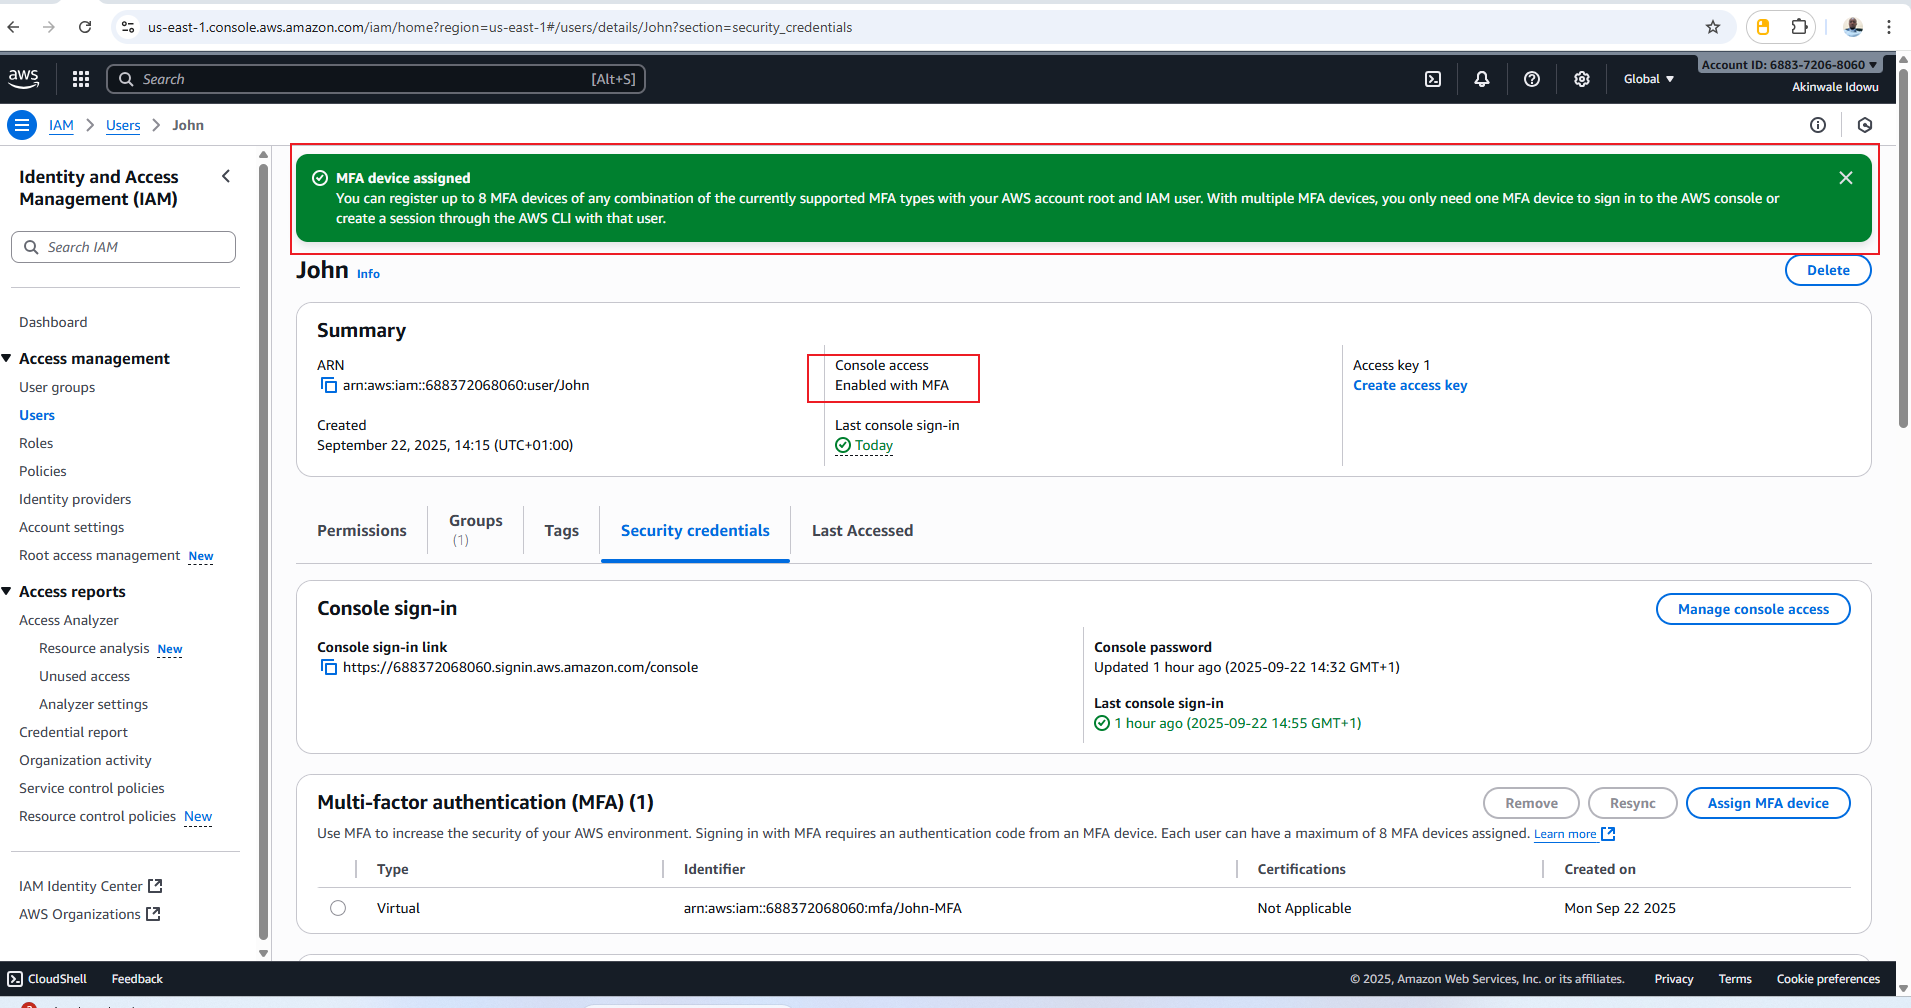 us-east-1.console.aws.amazon.com/iam/home?region=us-east-1#/users/details/John?section=security_credentials
aws
Search
[Alt+S]
Global
Account ID: 6883-7206-8060
Akinwale Idowu
IAM
Users
John
Identity and Access
Management (IAM)
Search IAM
Dashboard
Access management
User groups
Users
Roles
Policies
Identity providers
Account settings
Root access management New
Access reports
Access Analyzer
Resource analysis New
Unused access
Analyzer settings
Credential report
Organization activity
Service control policies
Resource control policies New
IAM Identity Center
AWS Organizations
MFA device assigned
You can register up to 8 MFA devices of any combination of the currently supported MFA types with your AWS account root and IAM user. With multiple MFA devices, you only need one MFA device to sign in to the AWS console or
create a session through the AWS CLI with that user.
John Info
Delete
Summary
ARN
arn:aws:iam::688372068060:user/John
Created
September 22, 2025, 14:15 (UTC+01:00)
Console access
Enabled with MFA
Last console sign-in
Today
Access key 1
Create access key
Permissions
Groups
(1)
Tags
Security credentials
Last Accessed
Console sign-in
Manage console access
Console sign-in link
https://688372068060.signin.aws.amazon.com/console
Console password
Updated 1 hour ago (2025-09-22 14:32 GMT+1)
Last console sign-in
1 hour ago (2025-09-22 14:55 GMT+1)
Multi-factor authentication (MFA) (1)
Remove
Resync
Assign MFA device
Use MFA to increase the security of your AWS environment. Signing in with MFA requires an authentication code from an MFA device. Each user can have a maximum of 8 MFA devices assigned. Learn more
Type
Identifier
Certifications
Created on
Virtual
arn:aws:iam::688372068060:mfa/John-MFA
Not Applicable
Mon Sep 22 2025
CloudShell
Feedback
© 2025, Amazon Web Services, Inc. or its affiliates.
Privacy
Terms
Cookie preferences